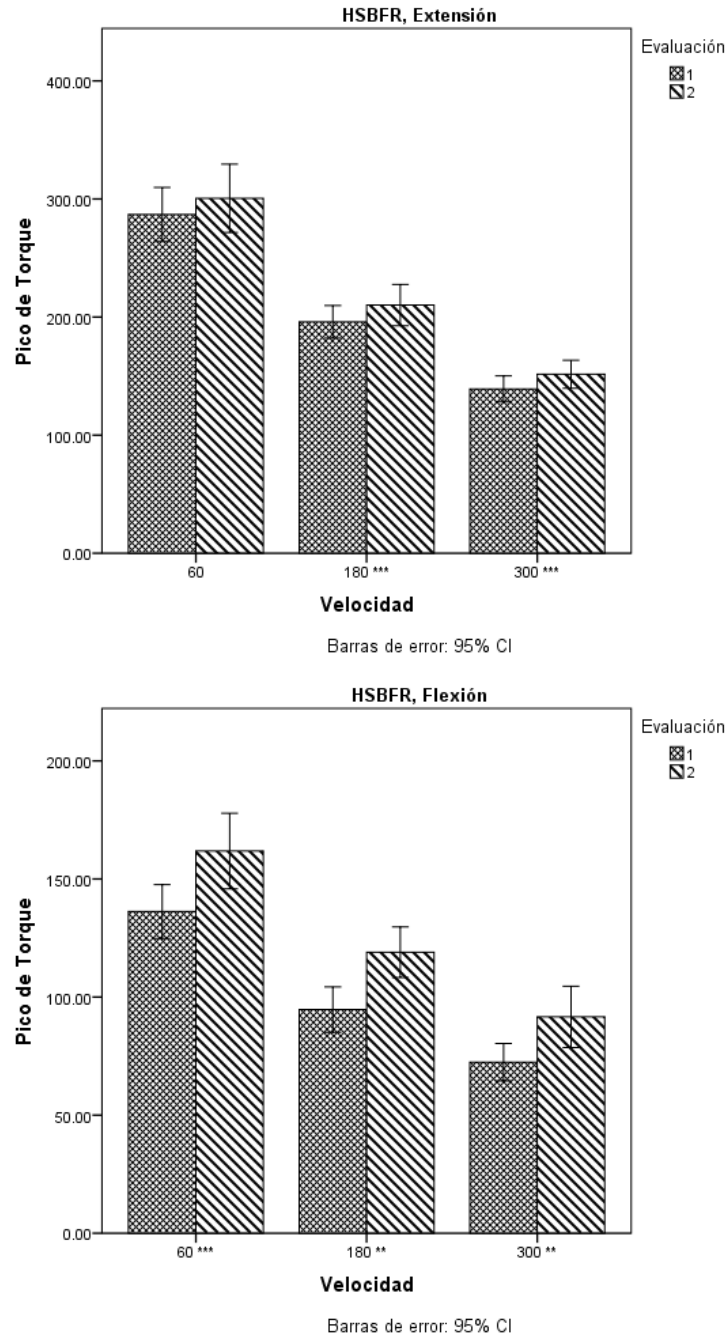 HSBFR, Extensión
Evaluación
1
2
Pico de Torque
400.00
300.00
200.00
100.00
0.00
60
180 ***
300 ***
Velocidad
Barras de error: 95% CI
HSBFR, Flexión
Evaluación
1
2
Pico de Torque
200.00
150.00
100.00
50.00
0.00
60 ***
180 **
300 **
Velocidad
Barras de error: 95% CI